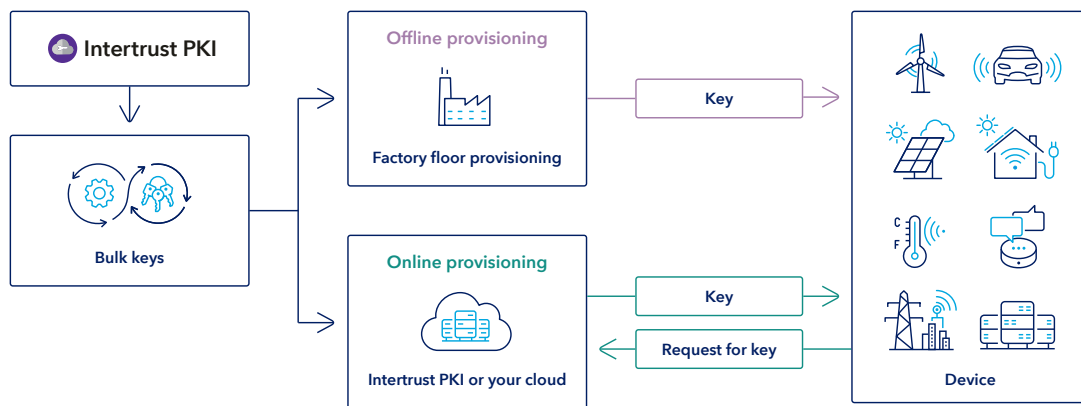 Intertrust PKI
Bulk keys
Offline provisioning
Factory floor provisioning
Key
Online provisioning
Intertrust PKI or your cloud
Key
Request for key
C
F
Device